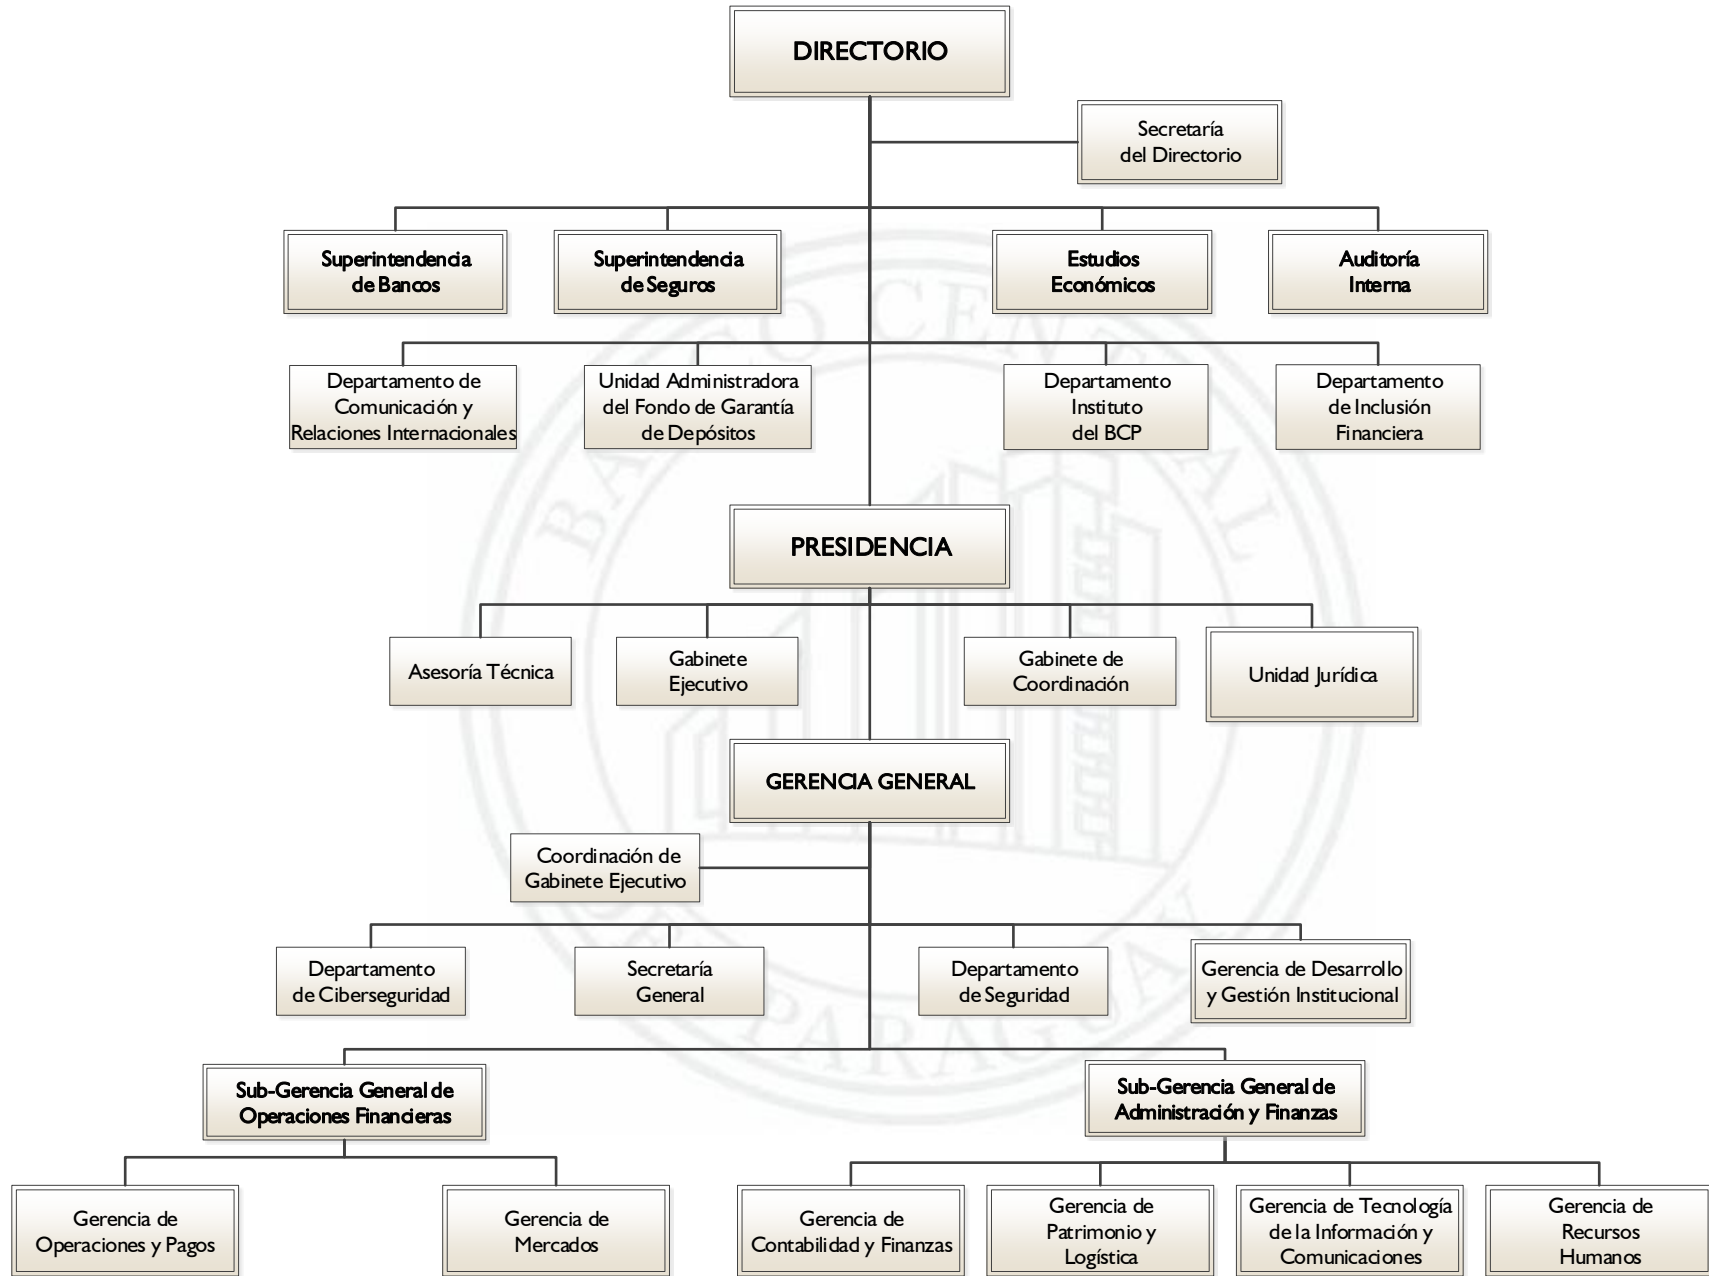 DIRECTORIO
Secretaría
del Directorio
Superintendencia
de Bancos
Superintendencia
de Seguros
Estudios
Económicos
Auditoría
Interna
Departamento de
Comunicación y
Relaciones Internacionales
Unidad Administradora
del Fondo de Garantía
de Depósitos
Departamento
Instituto
del BCP
Departamento
de Inclusión
Financiera
PRESIDENCIA
Asesoría Técnica
Gabinete
Ejecutivo
Gabinete de
Coordinación
Unidad Jurídica
GERENCIA GENERAL
Coordinación de
Gabinete Ejecutivo
Departamento
de Ciberseguridad
Secretaría
General
Departamento
de Seguridad
Gerencia de Desarrollo
y Gestión Institucional
Sub-Gerencia General de
Operaciones Financieras
Sub-Gerencia General de
Administración y Finanzas
Gerencia de
Operaciones y Pagos
Gerencia de
Mercados
Gerencia de
Contabilidad y Finanzas
Gerencia de
Patrimonio y
Logística
Gerencia de Tecnología
de la Información y
Comunicaciones
Gerencia de
Recursos
Humanos
BANCO CENTRAL
DEL PARAGUAY